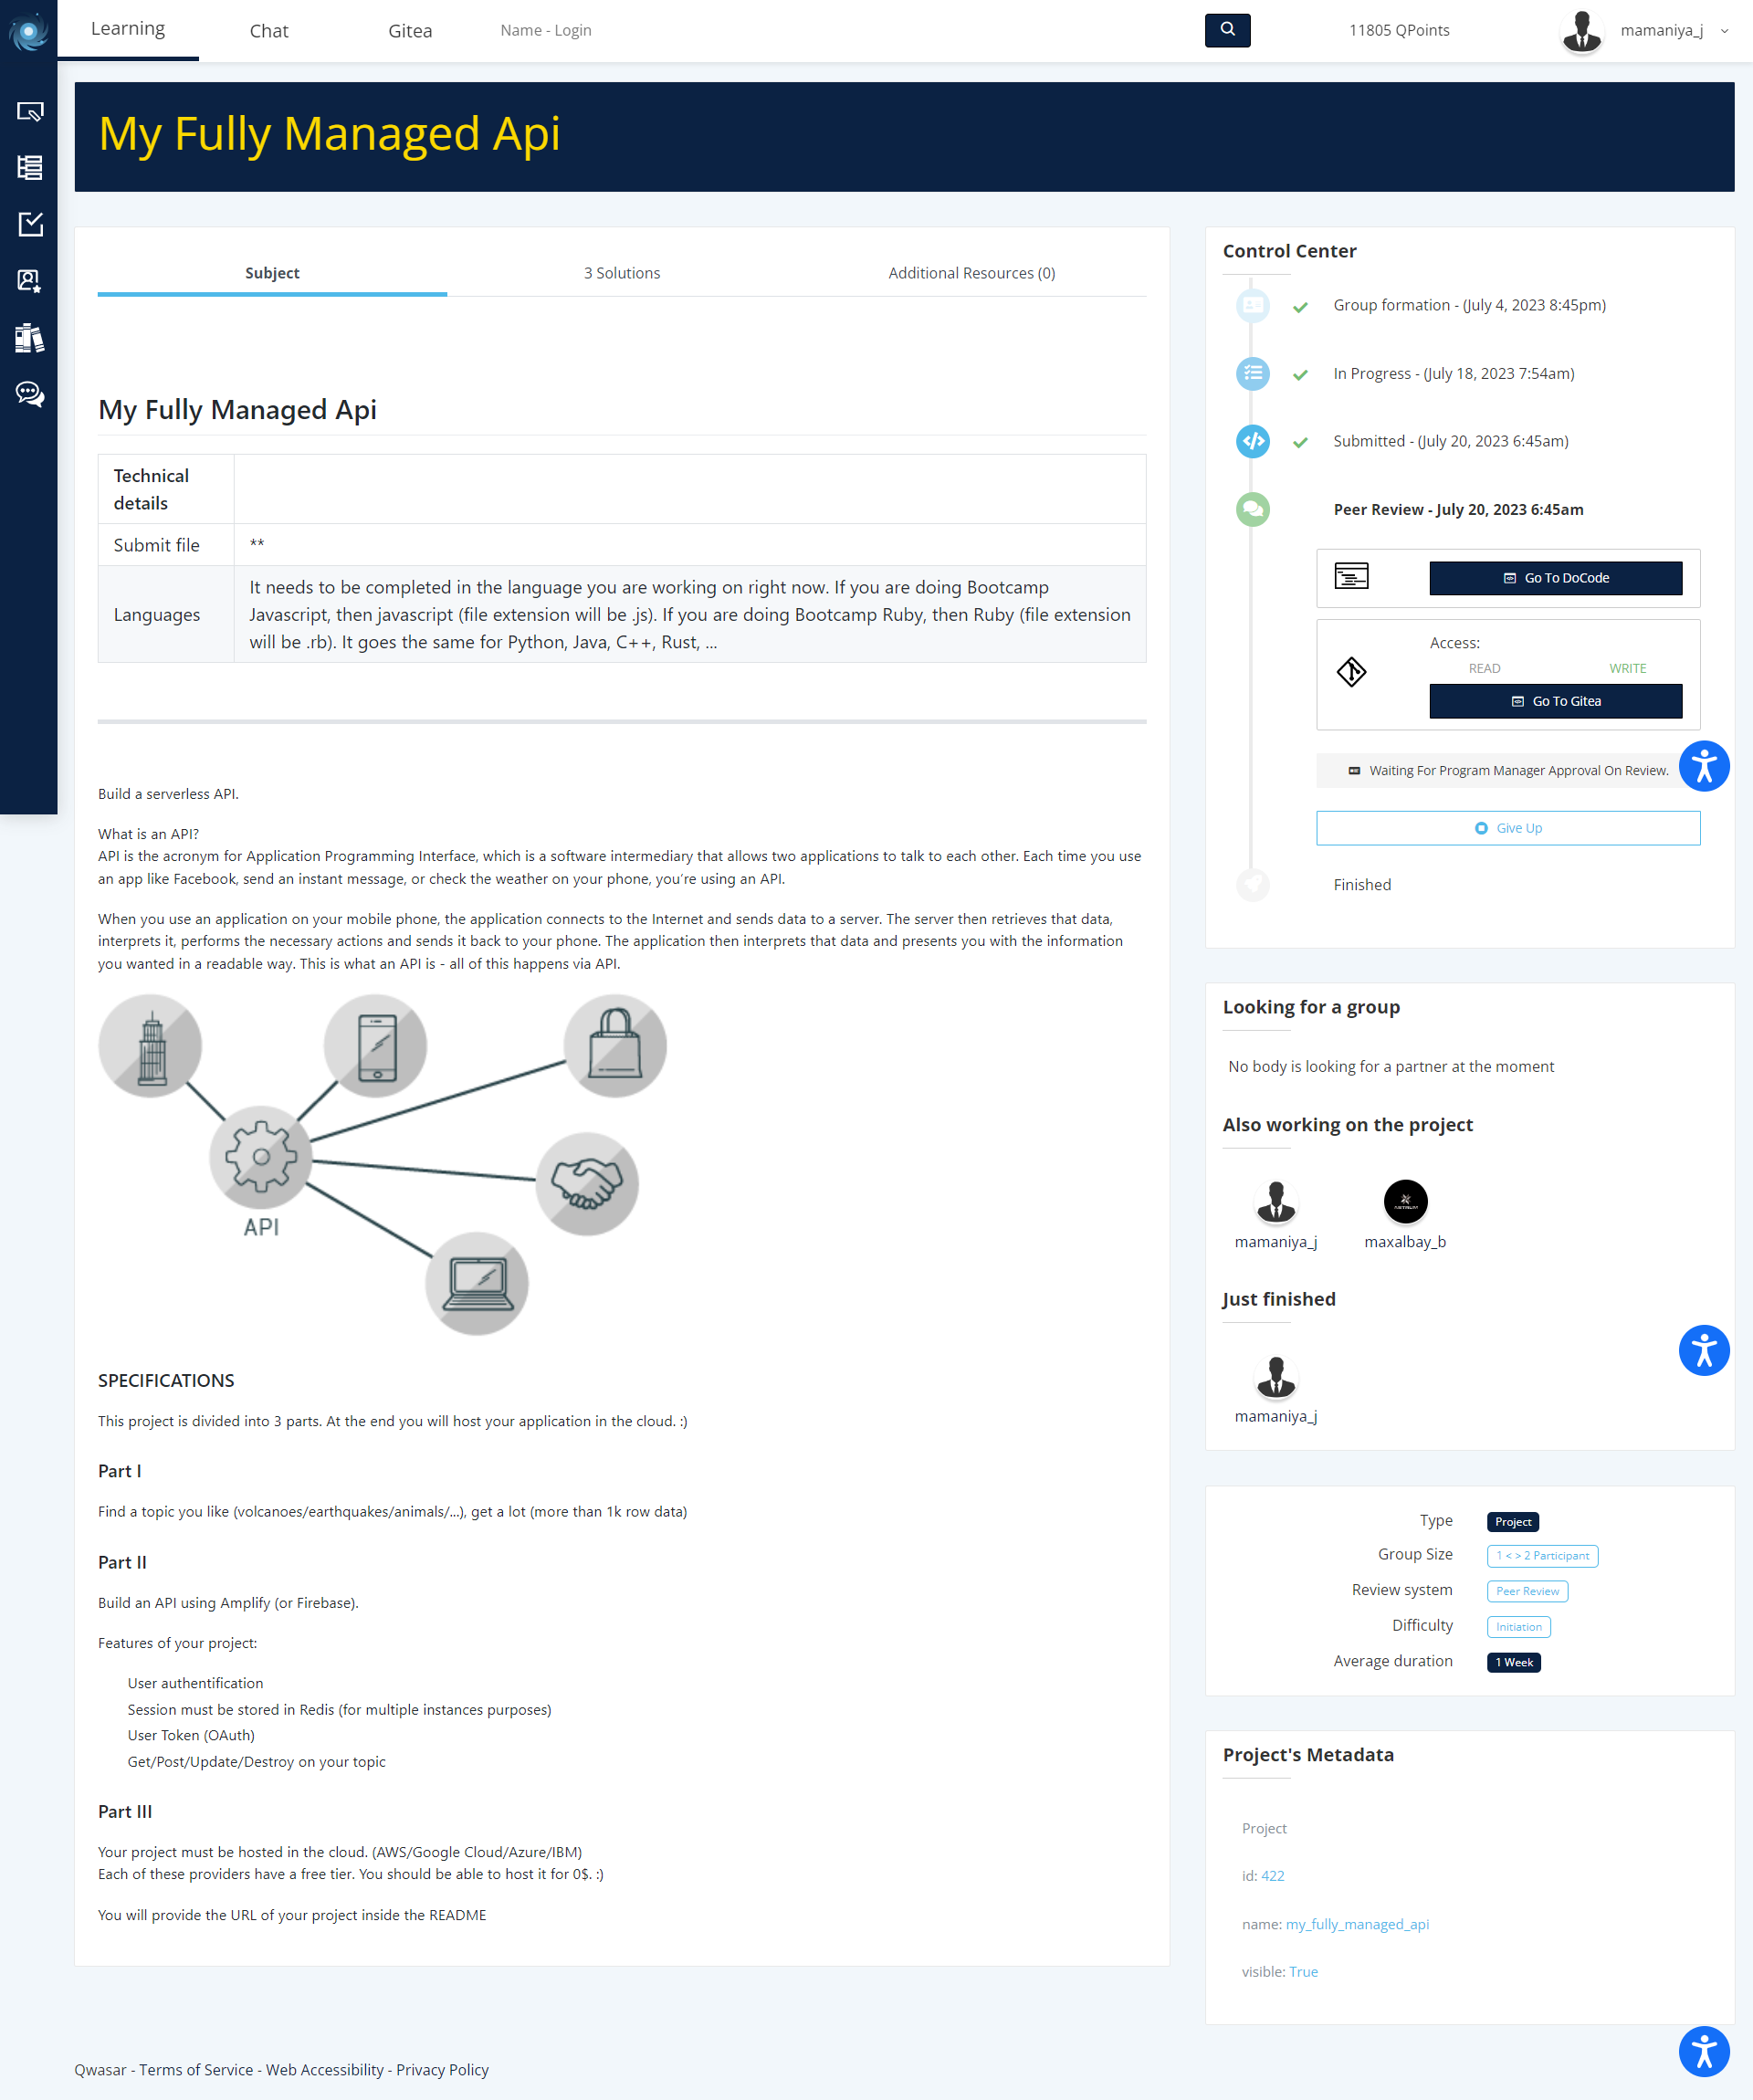 Learning
Chat
Gitea
Name - Login
11805 QPoints
mamaniya_j
My Fully Managed Api
Subject
3 Solutions
Additional Resources (0)
My Fully Managed Api
Technical
details
Submit file
**
Languages
It needs to be completed in the language you are working on right now. If you are doing Bootcamp
Javascript, then javascript (file extension will be .js). If you are doing Bootcamp Ruby, then Ruby (file extension
will be .rb). It goes the same for Python, Java, C++, Rust, ...
Build a serverless API.
What is an API?
API is the acronym for Application Programming Interface, which is a software intermediary that allows two applications to talk to each other. Each time you use
an app like Facebook, send an instant message, or check the weather on your phone, you’re using an API.
When you use an application on your mobile phone, the application connects to the Internet and sends data to a server. The server then retrieves that data,
interprets it, performs the necessary actions and sends it back to your phone. The application then interprets that data and presents you with the information
you wanted in a readable way. This is what an API is - all of this happens via API.
API
SPECIFICATIONS
This project is divided into 3 parts. At the end you will host your application in the cloud. :)
Part I
Find a topic you like (volcanoes/earthquakes/animals/...), get a lot (more than 1k row data)
Part II
Build an API using Amplify (or Firebase).
Features of your project:
User authentification
Session must be stored in Redis (for multiple instances purposes)
User Token (OAuth)
Get/Post/Update/Destroy on your topic
Part III
Your project must be hosted in the cloud. (AWS/Google Cloud/Azure/IBM)
Each of these providers have a free tier. You should be able to host it for 0$. :)
You will provide the URL of your project inside the README
Control Center
Group formation - (July 4, 2023 8:45pm)
In Progress - (July 18, 2023 7:54am)
Submitted - (July 20, 2023 6:45am)
Peer Review - July 20, 2023 6:45am
Go To DoCode
Access:
READ
WRITE
Go To Gitea
Waiting For Program Manager Approval On Review.
Give Up
Finished
Looking for a group
No body is looking for a partner at the moment
Also working on the project
mamaniya_j
maxalbay_b
Just finished
mamaniya_j
Type
Project
Group Size
1 < > 2 Participant
Review system
Peer Review
Difficulty
Initiation
Average duration
1 Week
Project's Metadata
Project
id: 422
name: my_fully_managed_api
visible: True
Qwasar - Terms of Service - Web Accessibility - Privacy Policy